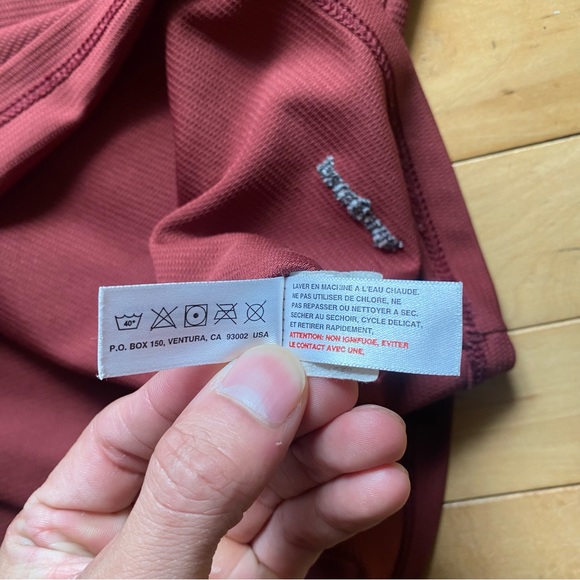 40°
P.O. BOX 150, VENTURA, CA 93002 USA
LAVER EN MACHINE A L'EAU CHAUDE.
NE PAS UTILISER DE CHLORE, NE
PAS REPASSER OU NETTOYER A SEC.
SECHER AU SECHOIR, CYCLE DELICAT,
ET RETIRER RAPIDEMENT.
ATTENTION: NON IGNIFUGE, EVITER
LE CONTACT AVEC UNE.